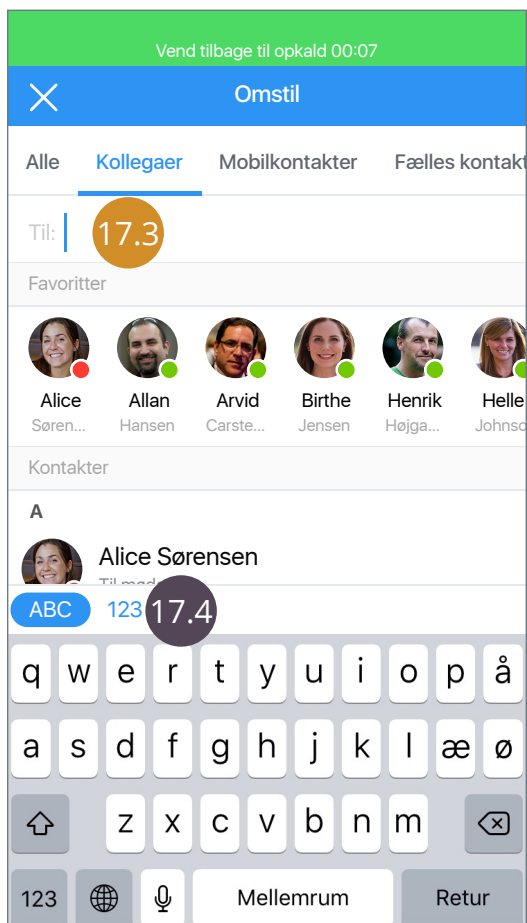 Vend tilbage til opkald 00:07
Omstil
Alle Kollegaer Mobilkontakter Fælles kontakt
Til: 17.3
Favoritter
Alice Allan Arvid Birthe Henrik Helle
Søren... Hansen Carste... Jensen Højga... Johnso
Kontakter
A
Alice Sørensen
Til møde
ABC 123 17.4
q w e r t y u i o p å
a s d f g h j k l æ ø
z x c v b n m
123 Mellemrum Retur